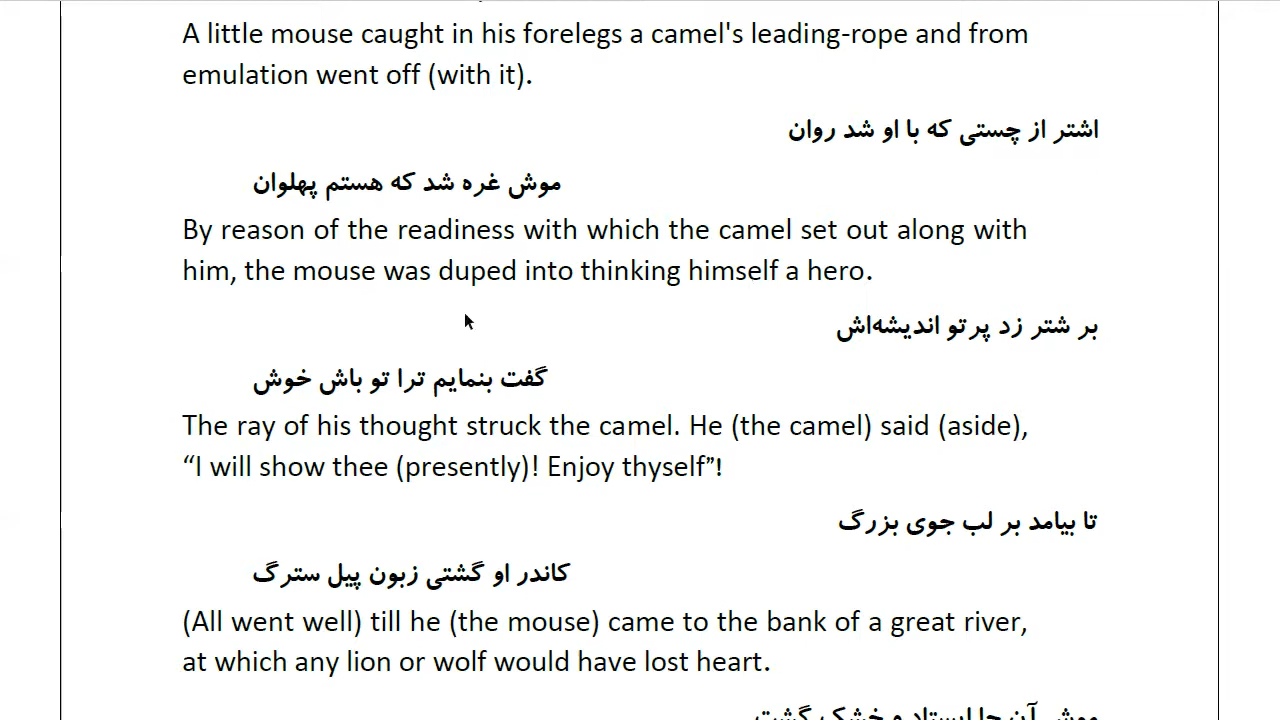 A little mouse caught in his forelegs a camel's leading-rope and from
emulation went off (with it).
اشتر از چستی که با او شد روان
موش غره شد که هستم پهلوان
By reason of the readiness with which the camel set out along with
him, the mouse was duped into thinking himself a hero.
بر شتر زد پرتو اندیشه‌اش
گفت بنمایم ترا تو باش خوش
The ray of his thought struck the camel. He (the camel) said (aside),
“I will show thee (presently)! Enjoy thyself”!
تا بیامد بر لب جوی بزرگ
کاندر او گشتی زبون پیل سترگ
(All went well) till he (the mouse) came to the bank of a great river,
at which any lion or wolf would have lost heart.
موش آن جا ایستاد و خشک گشت